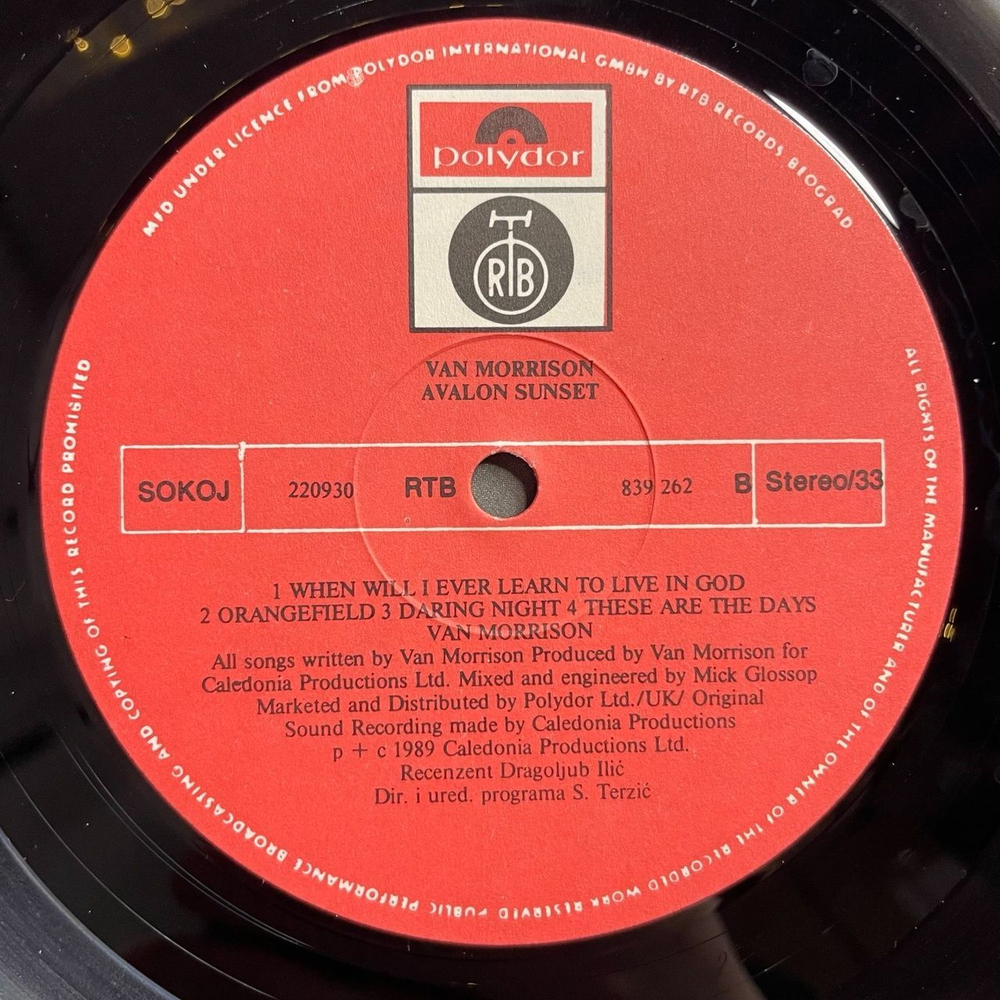 MFD UNDER LICENCE FROM POLYDOR INTERNATIONAL GMBH BY RTB RECORDS BEOGRAD
polydor
RTB
VAN MORRISON
AVALON SUNSET
SOKOJ 220930 RTB 839 262 B Stereo/33
1 WHEN WILL I EVER LEARN TO LIVE IN GOD
2 ORANGEFIELD 3 DARING NIGHT 4 THESE ARE THE DAYS
VAN MORRISON
All songs written by Van Morrison Produced by Van Morrison for
Caledonia Productions Ltd. Mixed and engineered by Mick Glossop
Marketed and Distributed by Polydor Ltd./UK/ Original
Sound Recording made by Caledonia Productions
p + c 1989 Caledonia Productions Ltd.
Recenzent Dragoljub Ilić
Dir. i ured. programa S. Terzić
ALL RIGHTS OF THE MANUFACTURER AND OF THE OWNER OF THE RECORDED WORK RESERVED PUBLIC PERFORMANCE BROADCASTING AND COPYING OF THIS RECORD PROHIBITED